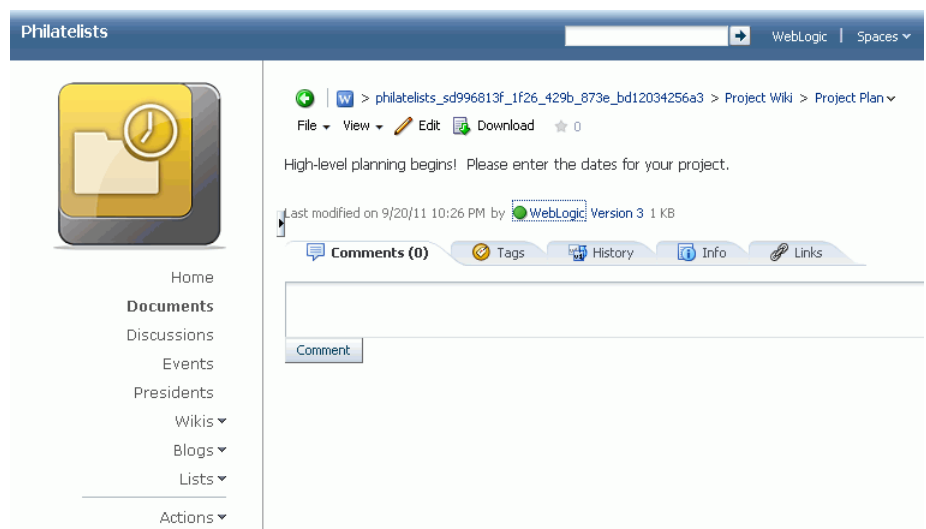 Philatelists
WebLogic | Spaces
W > philatelists_sd996813f_1f26_429b_873e_bd12034256a3 > Project Wiki > Project Plan
File View Edit Download 0
High-level planning begins! Please enter the dates for your project.
Last modified on 9/20/11 10:26 PM by WebLogic Version 3 1 KB
Comments (0) Tags History Info Links
Comment
Home
Documents
Discussions
Events
Presidents
Wikis
Blogs
Lists
Actions